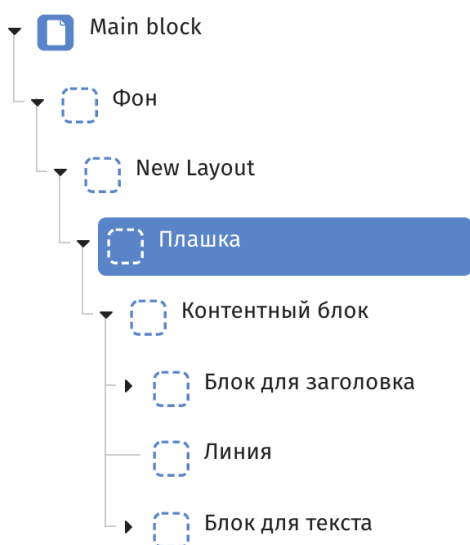 Main block
Фон
New Layout
Плашка
Контентный блок
Блок для заголовка
Линия
Блок для текста